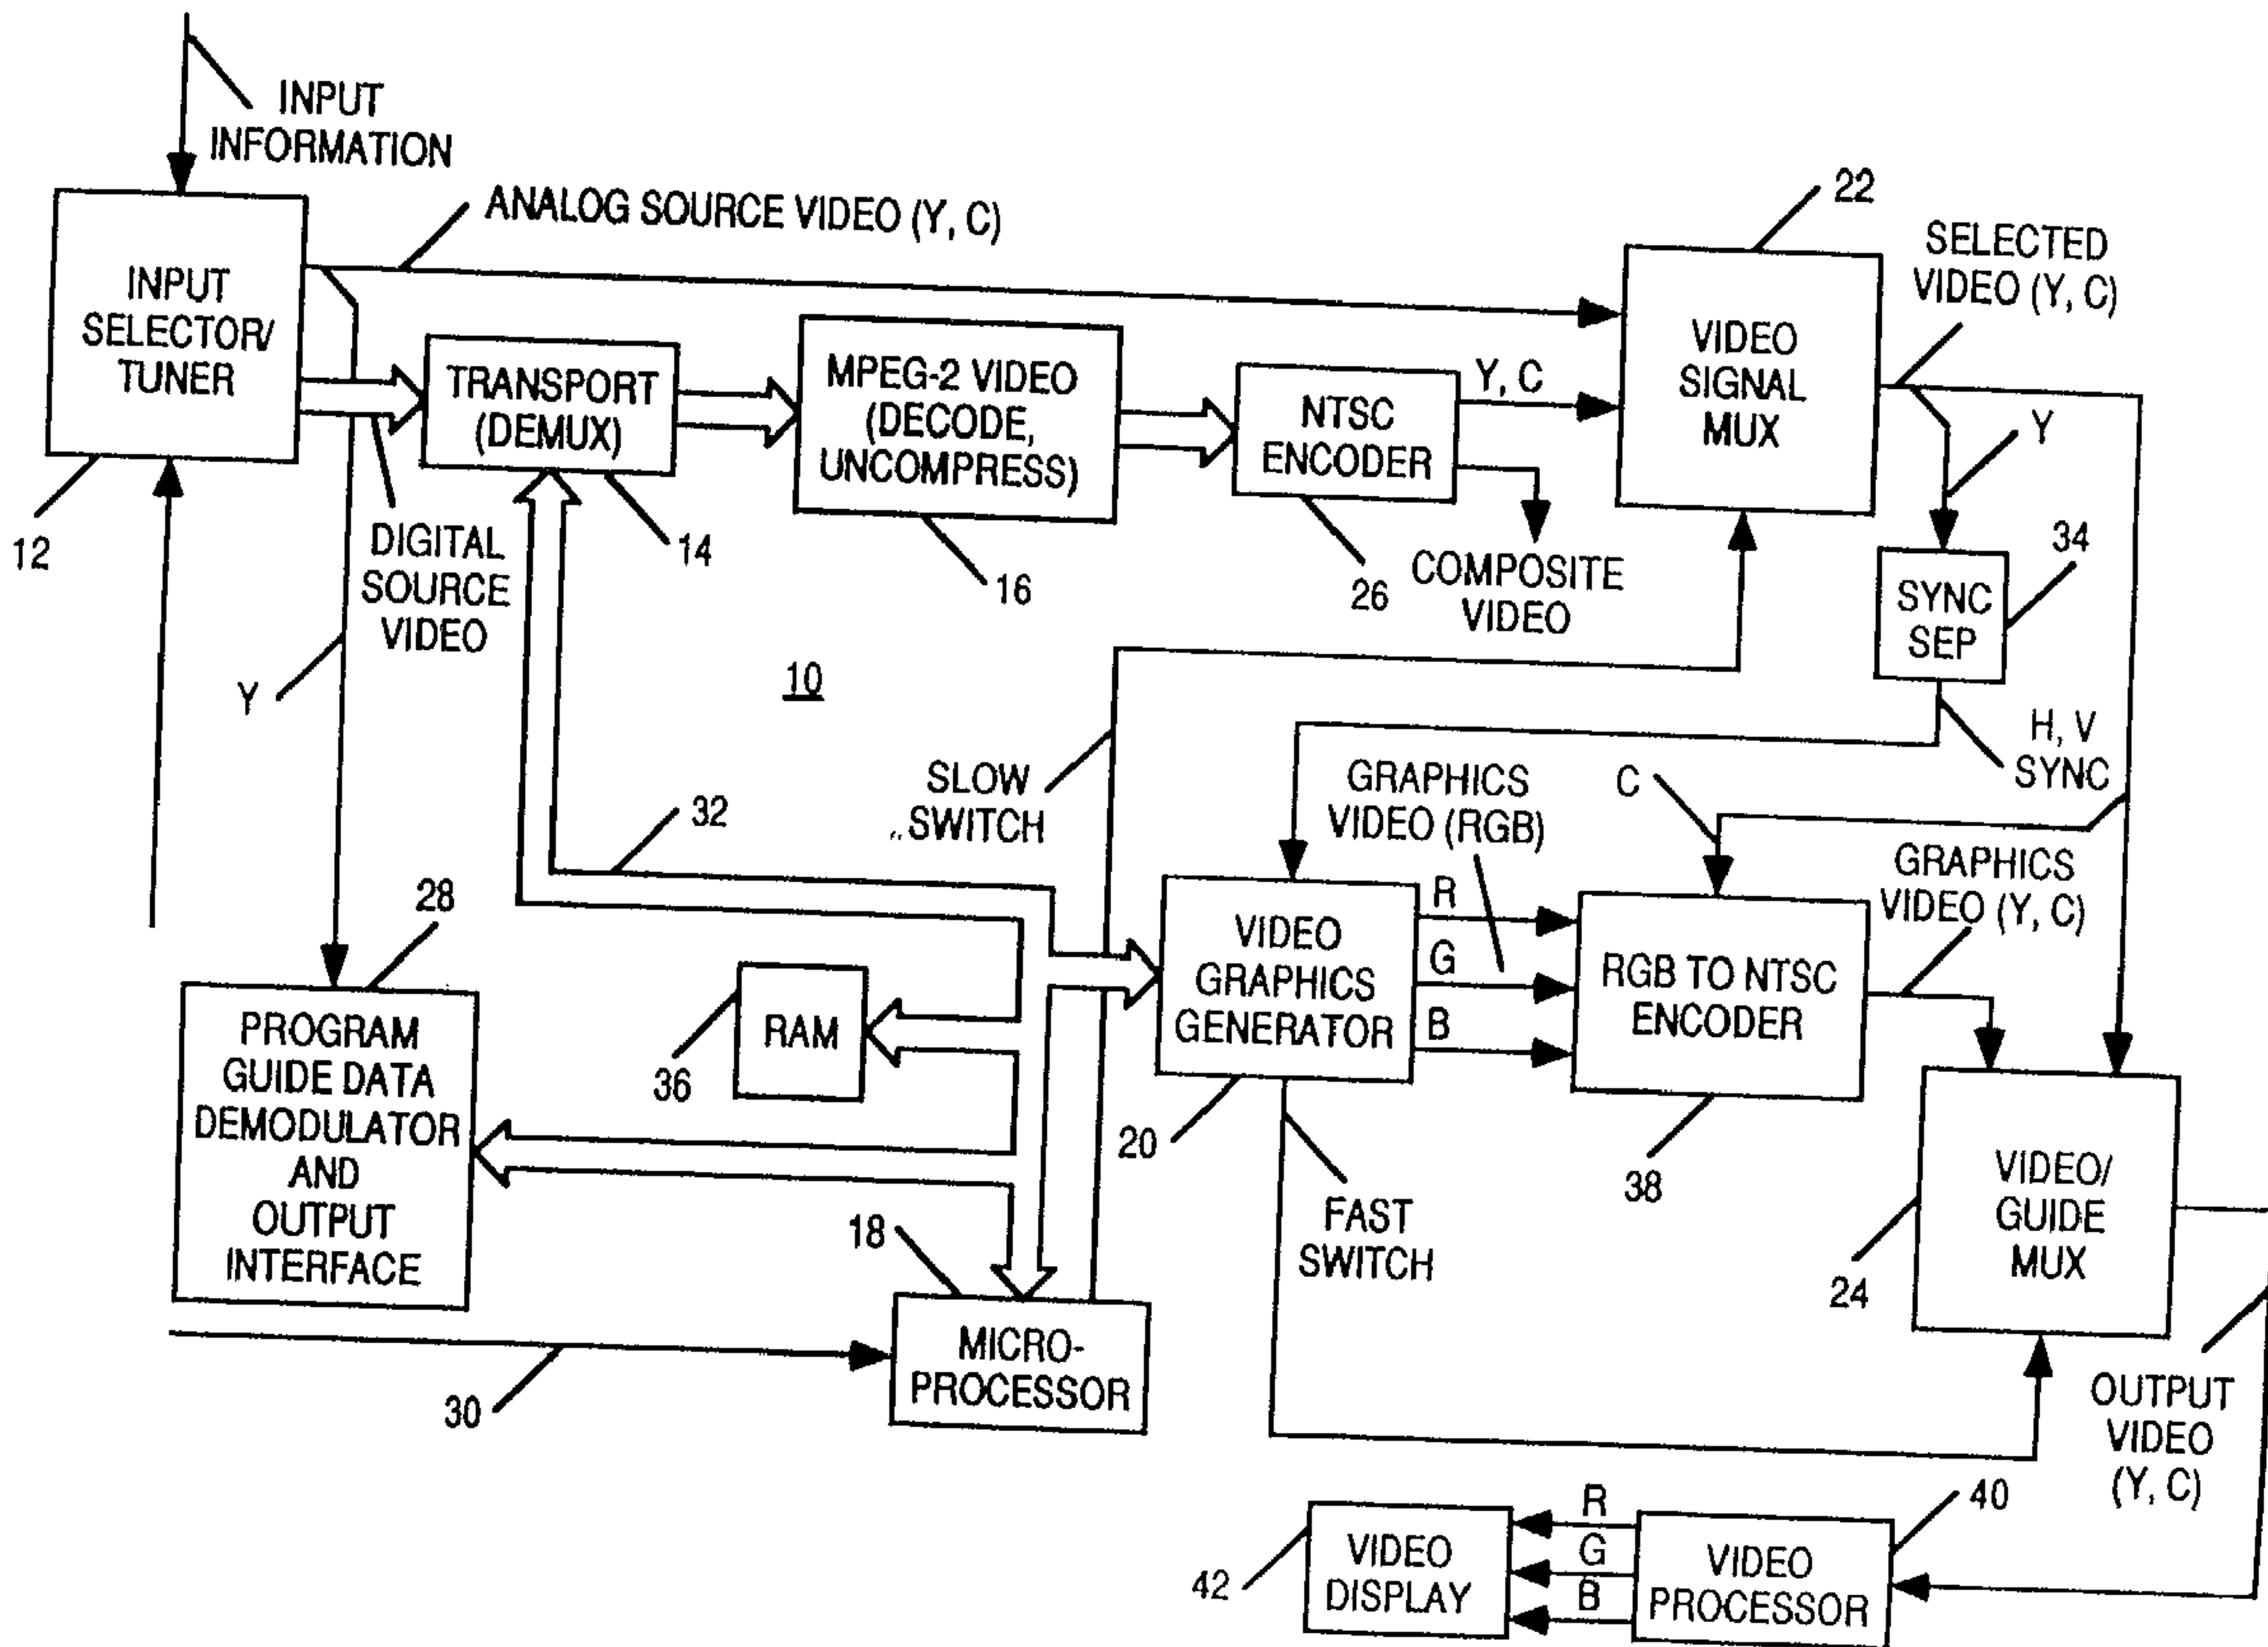 INPUT
INFORMATION
ANALOG SOURCE VIDEO (Y, C)
22
SELECTED
VIDEO (Y, C)
INPUT
SELECTOR/
TUNER
12
TRANSPORT
(DEMUX)
14
MPEG-2 VIDEO
(DECODE,
UNCOMPRESS)
16
NTSC
ENCODER
26
Y, C
COMPOSITE
VIDEO
VIDEO
SIGNAL
MUX
Y
34
SYNC
SEP
DIGITAL
SOURCE
VIDEO
Y
10
H, V
SYNC
SLOW
SWITCH
GRAPHICS
VIDEO (RGB)
C
32
GRAPHICS
VIDEO (Y, C)
28
PROGRAM
GUIDE DATA
DEMODULATOR
AND
OUTPUT
INTERFACE
RAM
36
VIDEO
GRAPHICS
GENERATOR
20
R
G
B
RGB TO NTSC
ENCODER
38
FAST
SWITCH
VIDEO/
GUIDE
MUX
24
18
MICRO-
PROCESSOR
30
OUTPUT
VIDEO
(Y, C)
40
VIDEO
PROCESSOR
R
G
B
VIDEO
DISPLAY
42